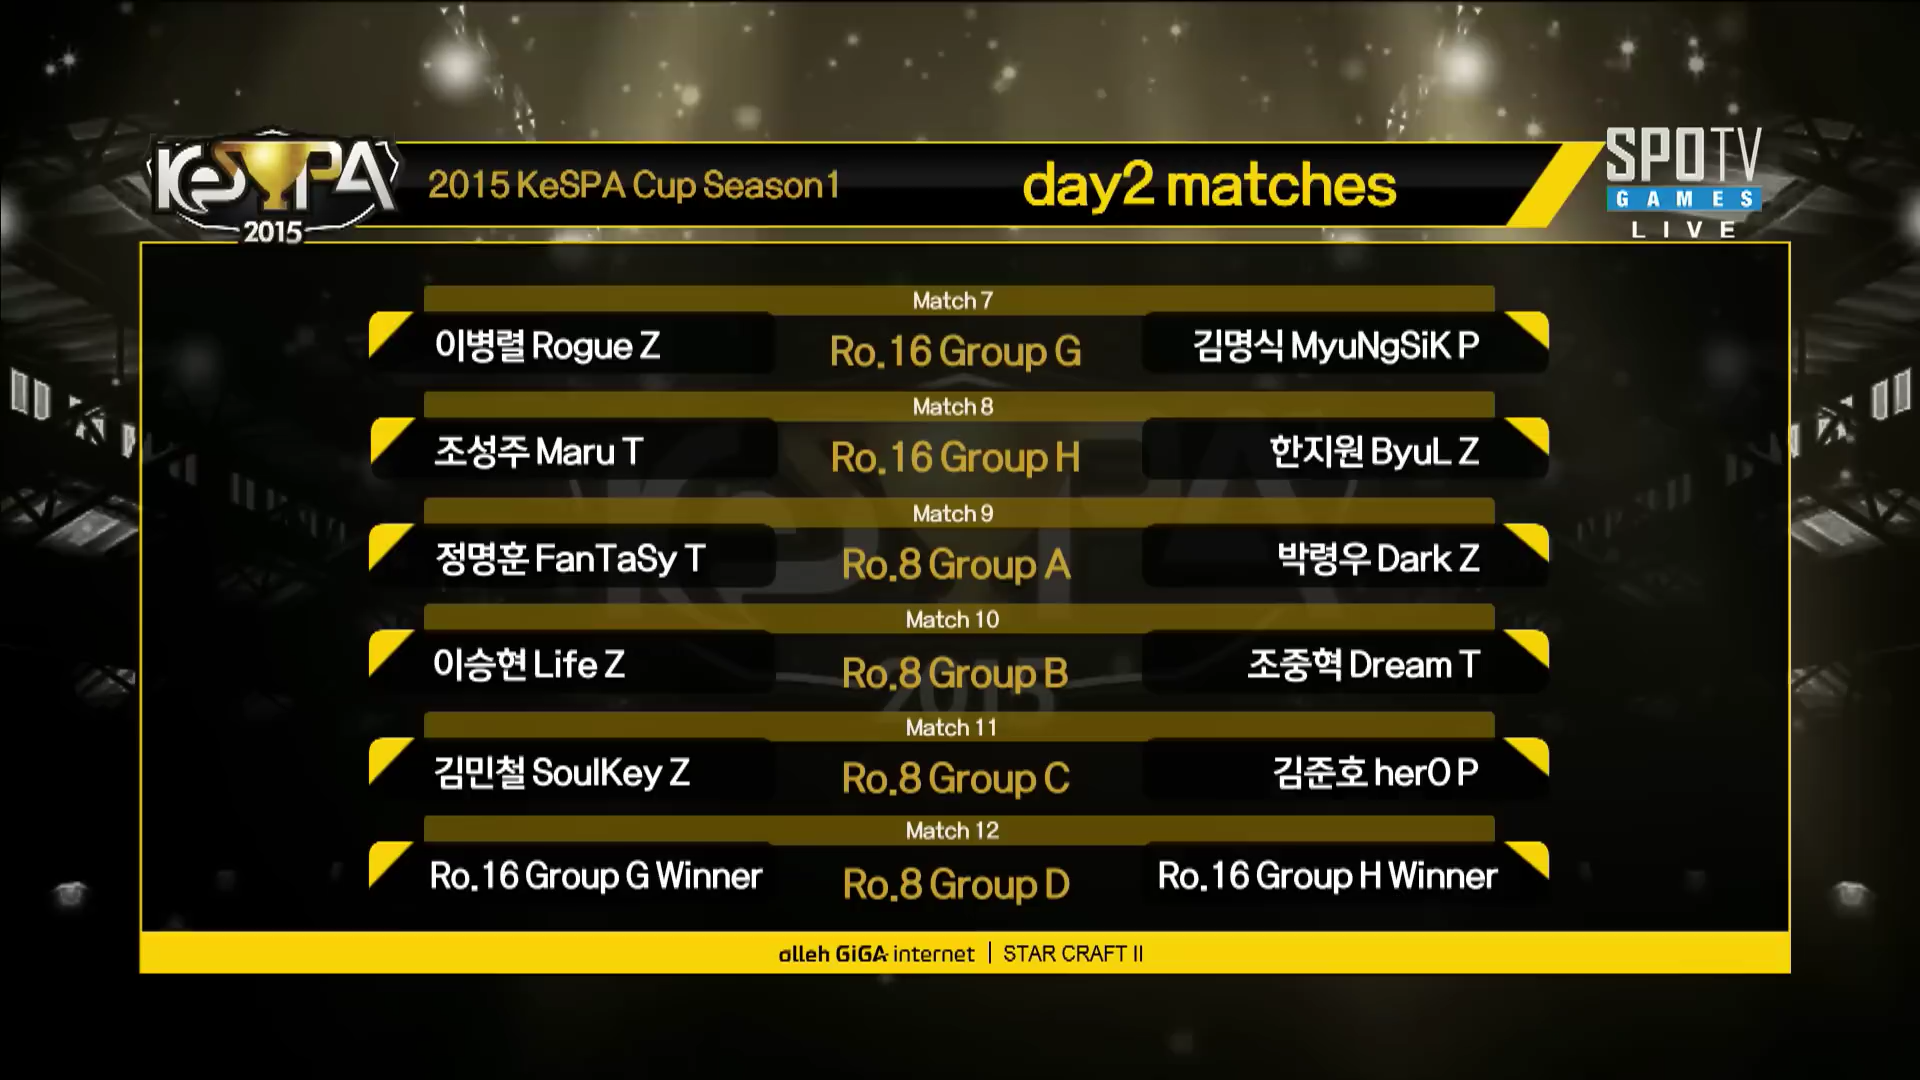 KeSPA
2015
2015 KeSPA Cup Season1
day2 matches
SPOTV
GAMES
LIVE
Match 7
이병렬 Rogue Z
Ro.16 Group G
김명식 MyuNgSiK P
Match 8
조성주 Maru T
Ro.16 Group H
한지원 ByuL Z
Match 9
정명훈 FanTaSy T
Ro.8 Group A
박령우 Dark Z
Match 10
이승현 Life Z
Ro.8 Group B
조중혁 Dream T
Match 11
김민철 SoulKey Z
Ro.8 Group C
김준호 herO P
Match 12
Ro.16 Group G Winner
Ro.8 Group D
Ro.16 Group H Winner
olleh GiGA internet | STAR CRAFT II